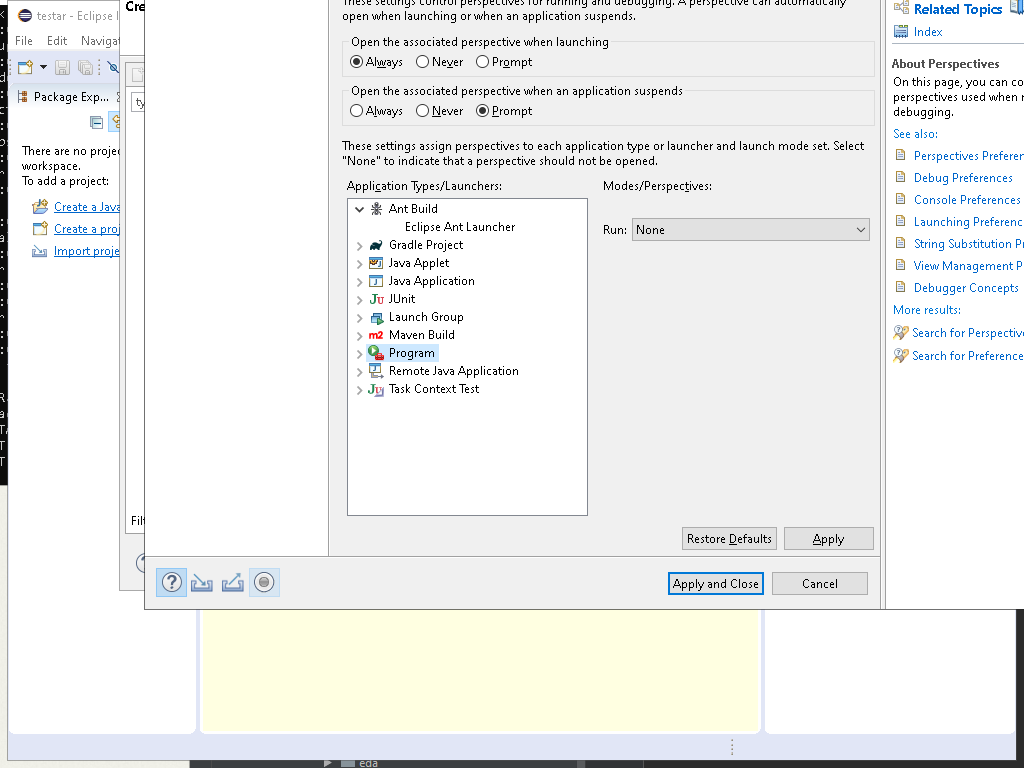 testar - Eclipse I
Cre
File Edit Navigat
Package Exp...
There are no proje
workspace.
To add a project:
Create a Java
Create a proj
Import proje
ty
Filt
These settings control perspectives for running and debugging. A perspective can automatically
open when launching or when an application suspends.
Open the associated perspective when launching
Always Never Prompt
Open the associated perspective when an application suspends
Always Never Prompt
These settings assign perspectives to each application type or launcher and launch mode set. Select
"None" to indicate that a perspective should not be opened.
Application Types/Launchers:
Modes/Perspectives:
Ant Build
Eclipse Ant Launcher
Gradle Project
Java Applet
Java Application
JUnit
Launch Group
Maven Build
Program
Remote Java Application
Task Context Test
Run: None
Restore Defaults Apply
Apply and Close Cancel
Related Topics
Index
About Perspectives
On this page, you can co
perspectives used when r
debugging.
See also:
Perspectives Preferen
Debug Preferences
Console Preferences
Launching Preferenc
String Substitution Pr
View Management P
Debugger Concepts
More results:
Search for Perspectiv
Search for Preference
eda